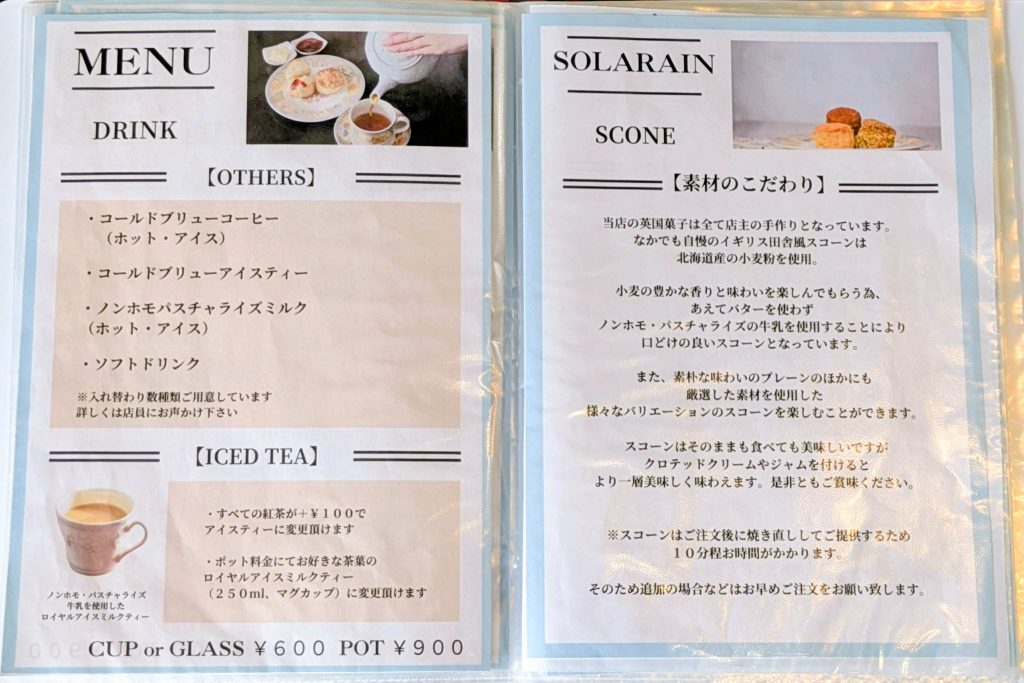 MENU
DRINK
【OTHERS】
・コールドブリューコーヒー
（ホット・アイス）
・コールドブリューアイスティー
・ノンホモパスチャライズミルク
（ホット・アイス）
・ソフトドリンク
※入れ替わり数種類ご用意しています
詳しくは店員にお声かけ下さい
【ICED TEA】
・すべての紅茶が＋￥１００で
アイスティーに変更頂けます
・ポット料金にてお好きな茶葉の
ロイヤルアイスミルクティー
（２５０ml、マグカップ）に変更頂けます
ノンホモ・パスチャライズ
牛乳を使用した
ロイヤルアイスミルクティー
CUP or GLASS ￥６００ POT ￥９００
SOLARAIN
SCONE
【素材のこだわり】
当店の英国菓子は全て店主の手作りとなっています。
なかでも自慢のイギリス田舎風スコーンは
北海道産の小麦粉を使用。
小麦の豊かな香りと味わいを楽しんでもらう為、
あえてバターを使わず
ノンホモ・パスチャライズの牛乳を使用することにより
口どけの良いスコーンとなっています。
また、素朴な味わいのプレーンのほかにも
厳選した素材を使用した
様々なバリエーションのスコーンを楽しむことができます。
スコーンはそのままも食べても美味しいですが
クロテッドクリームやジャムを付けると
より一層美味しく味わえます。是非ともご賞味ください。
※スコーンはご注文後に焼き直ししてご提供するため
１０分程お時間がかかります。
そのため追加の場合などはお早めご注文をお願い致します。